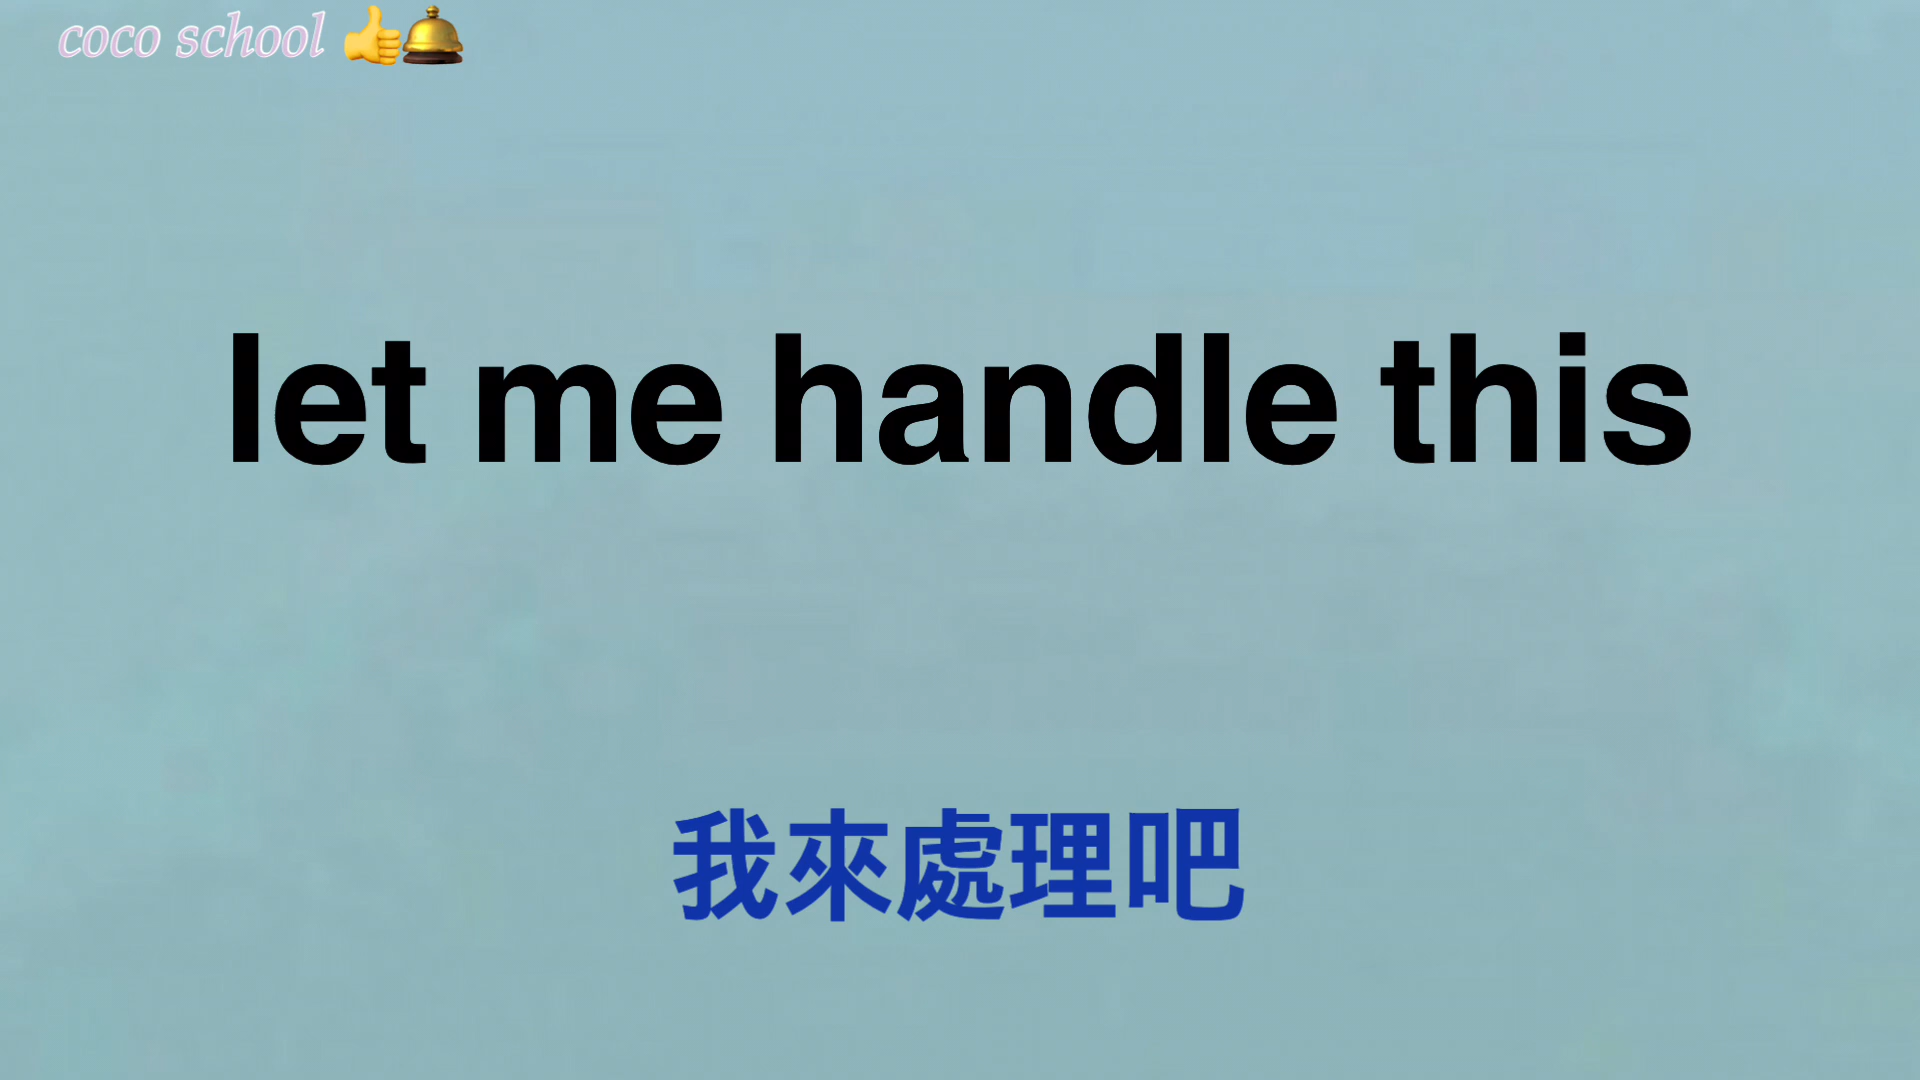 coco school 👍🛎️
let me handle this
我來處理吧